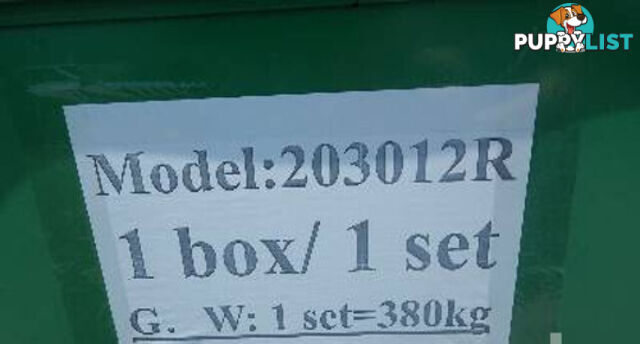 PUPPYLIST
Model:203012R
1 box/ 1 set
G. W: 1 set=380kg